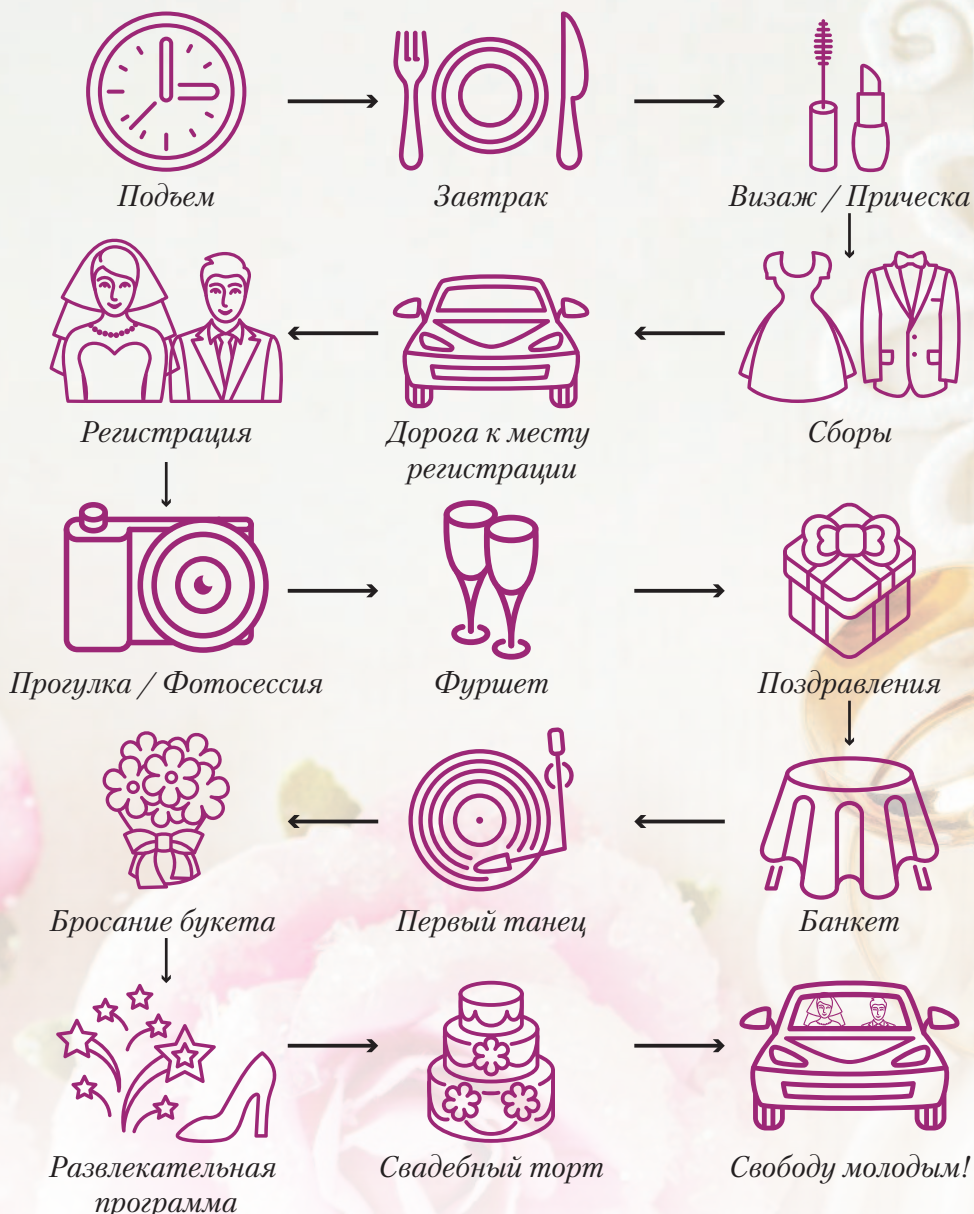 Подъем
Завтрак
Визаж / Прическа
Регистрация
Дорога к месту
регистрации
Сборы
Прогулка / Фотосессия
Фуршет
Поздравления
Бросание букета
Первый танец
Банкет
Развлекательная
программа
Свадебный торт
Свободу молодым!